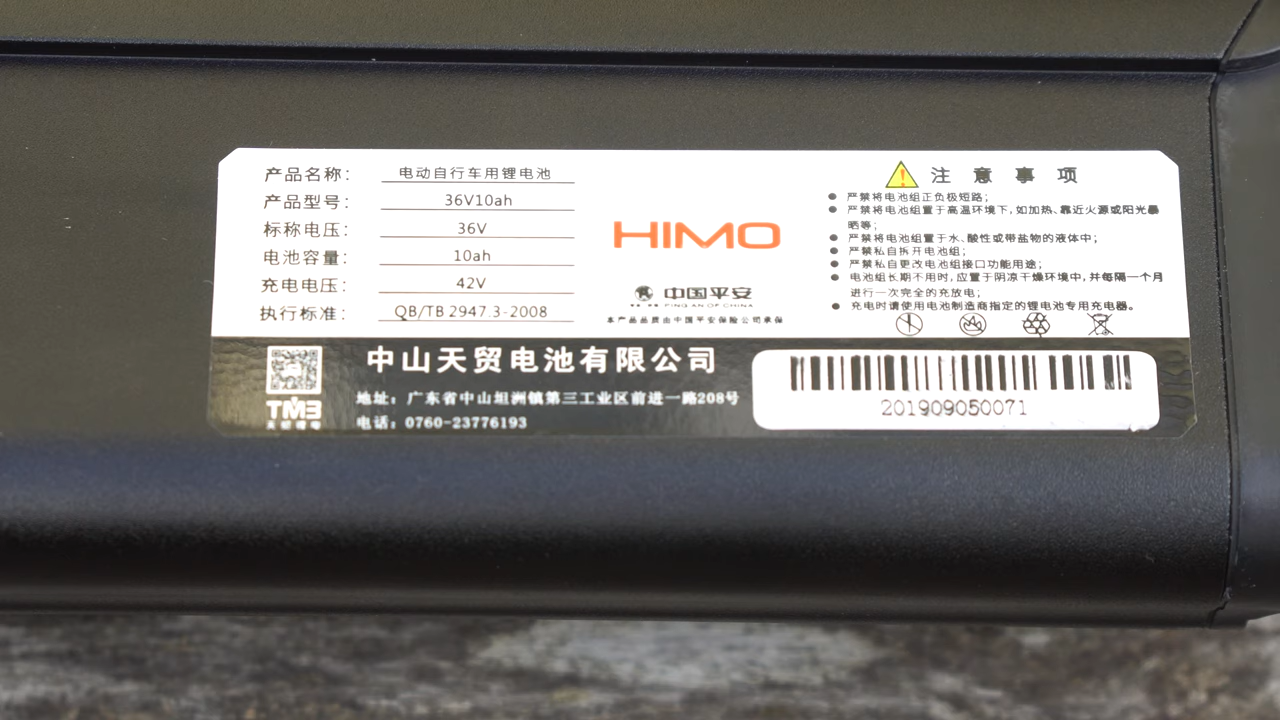 产品名称： 电动自行车用锂电池
产品型号： 36V10ah
标称电压： 36V
电池容量： 10ah
充电电压： 42V
执行标准： QB/TB 2947.3-2008
HIMO
中国平安
PING AN OF CHINA
本产品品质由中国平安保险公司承保
注意事项
● 严禁将电池组正负极短路；
● 严禁将电池组置于高温环境下，如加热、靠近火源或阳光暴
晒等；
● 严禁将电池组置于水、酸性或带盐物的液体中；
● 严禁私自拆开电池组；
● 严禁私自更改电池组接口功能用途；
● 电池组长期不用时，应置于阴凉干燥环境中，并每隔一个月
进行一次完全的充放电；
● 充电时请使用电池制造商指定的锂电池专用充电器。
TMB
中山天贸电池有限公司
地址：广东省中山坦洲镇第三工业区前进一路208号
电话：0760-23776193
201909050071